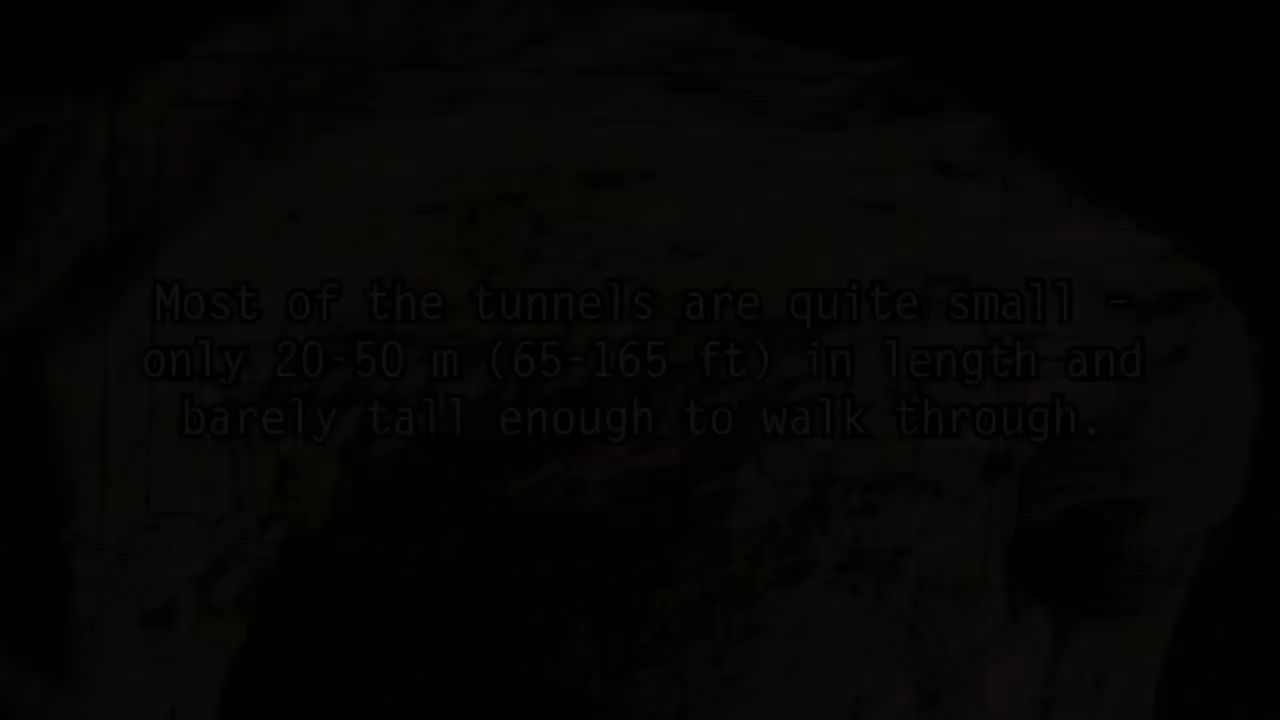 Most of the tunnels are quite small -
only 20-50 m (65-165 ft) in length and
barely tall enough to walk through.